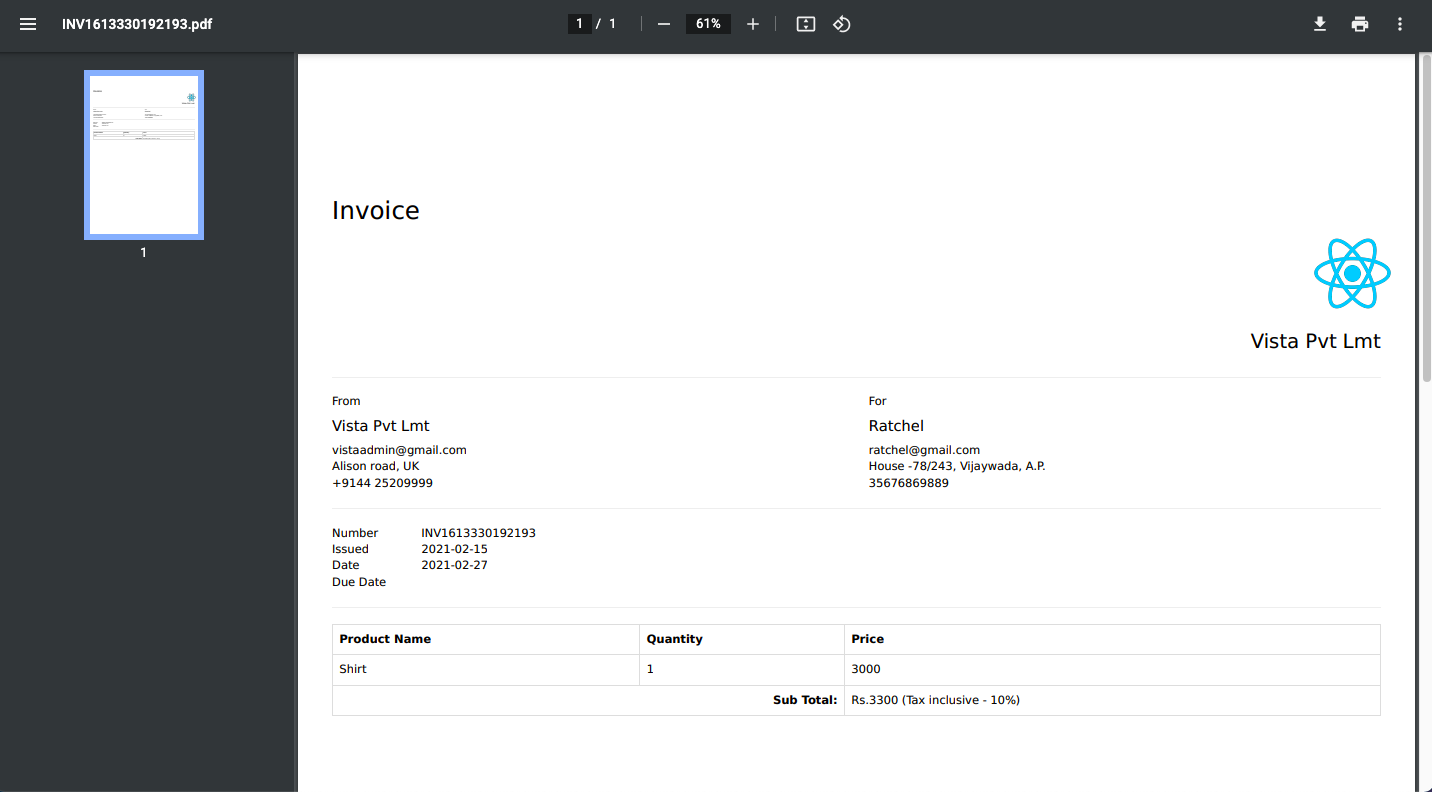 INV1613330192193.pdf
1 / 1
61%
1
Invoice
Vista Pvt Lmt
From
Vista Pvt Lmt
vistaadmin@gmail.com
Alison road, UK
+9144 25209999
For
Ratchel
ratchel@gmail.com
House -78/243, Vijaywada, A.P.
35676869889
Number INV1613330192193
Issued 2021-02-15
Date 2021-02-27
Due Date
Product Name Quantity Price
Shirt 1 3000
Sub Total: Rs.3300 (Tax inclusive - 10%)